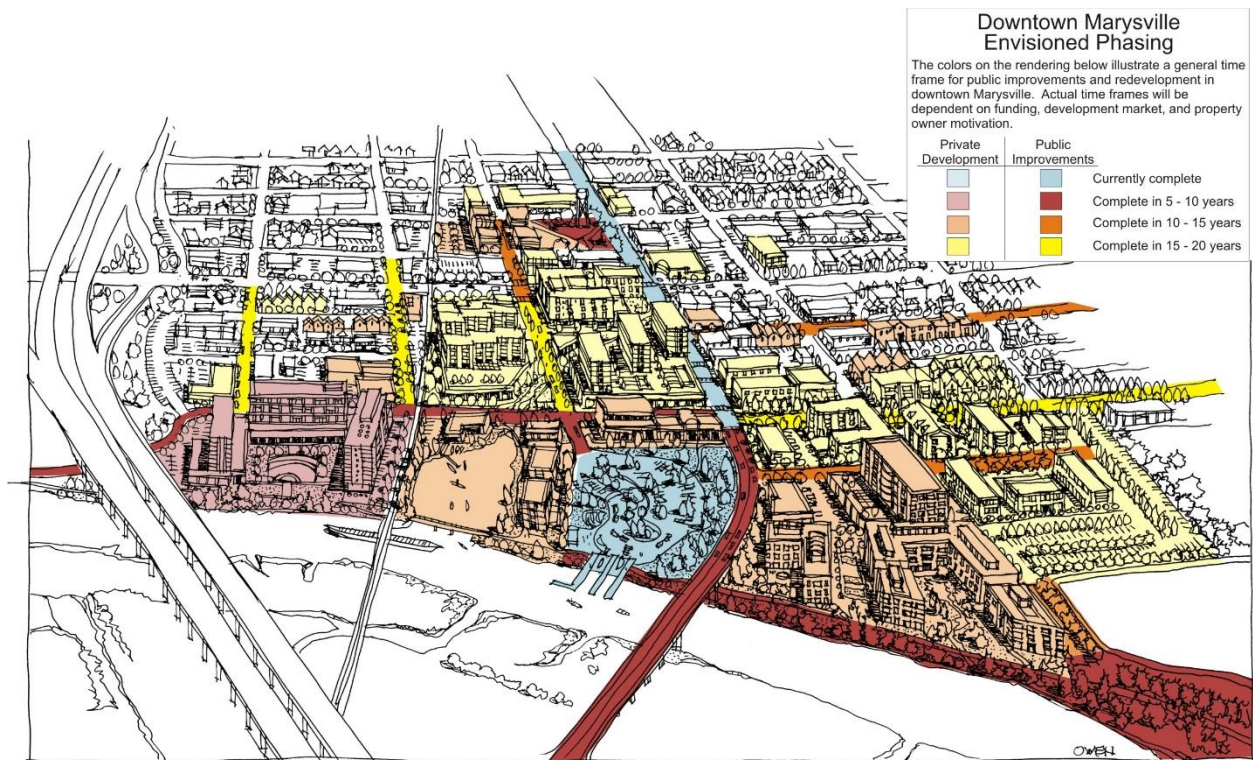 Downtown Marysville
Envisioned Phasing
The colors on the rendering below illustrate a general time
frame for public improvements and redevelopment in
downtown Marysville. Actual time frames will be
dependent on funding, development market, and property
owner motivation.
Private Development
Public Improvements
Currently complete
Complete in 5 - 10 years
Complete in 10 - 15 years
Complete in 15 - 20 years
OWEN